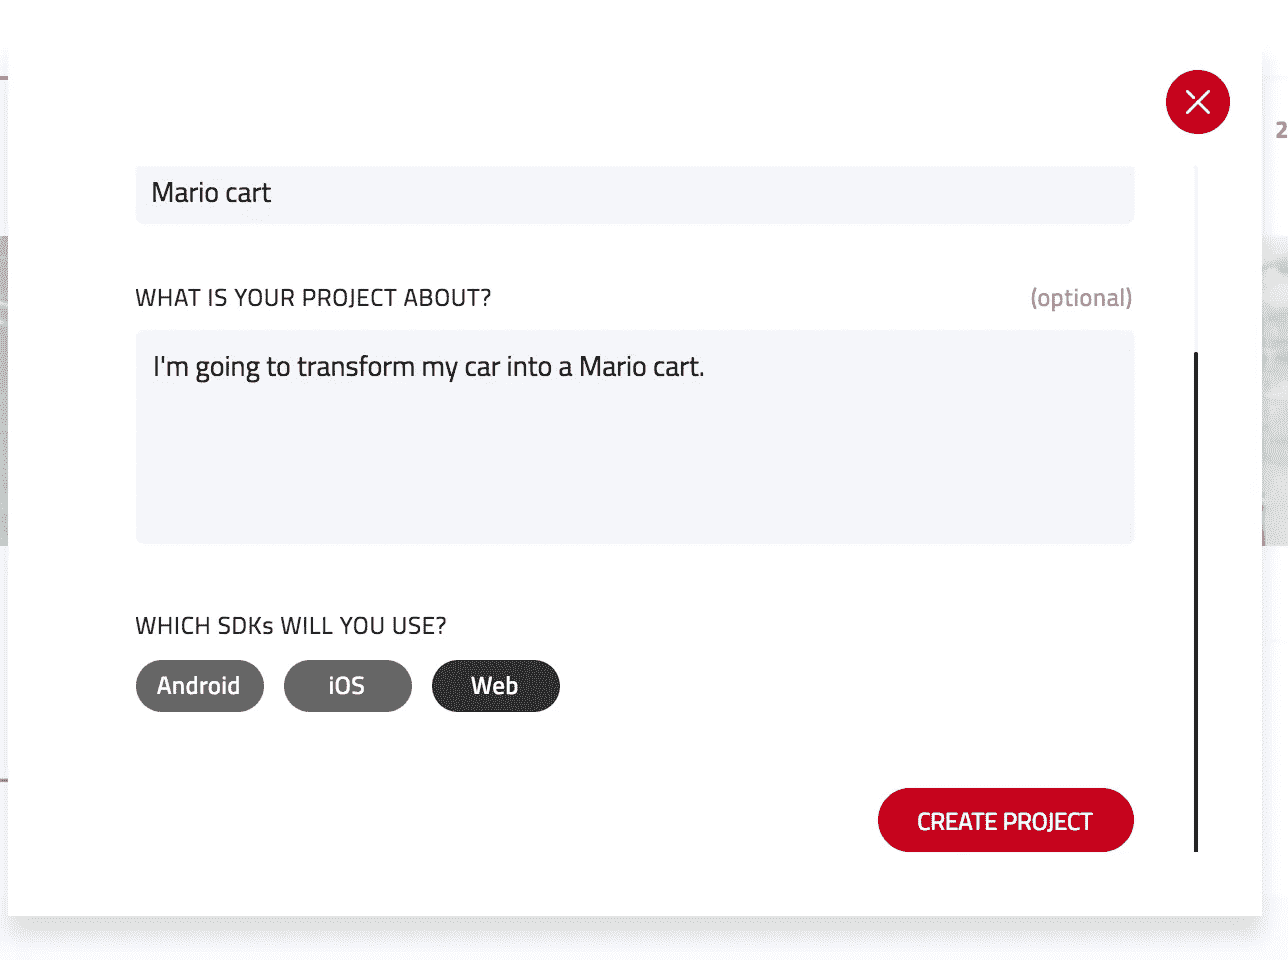 2
Mario cart
WHAT IS YOUR PROJECT ABOUT?
(optional)
I'm going to transform my car into a Mario cart.
WHICH SDKs WILL YOU USE?
Android
iOS
Web
CREATE PROJECT